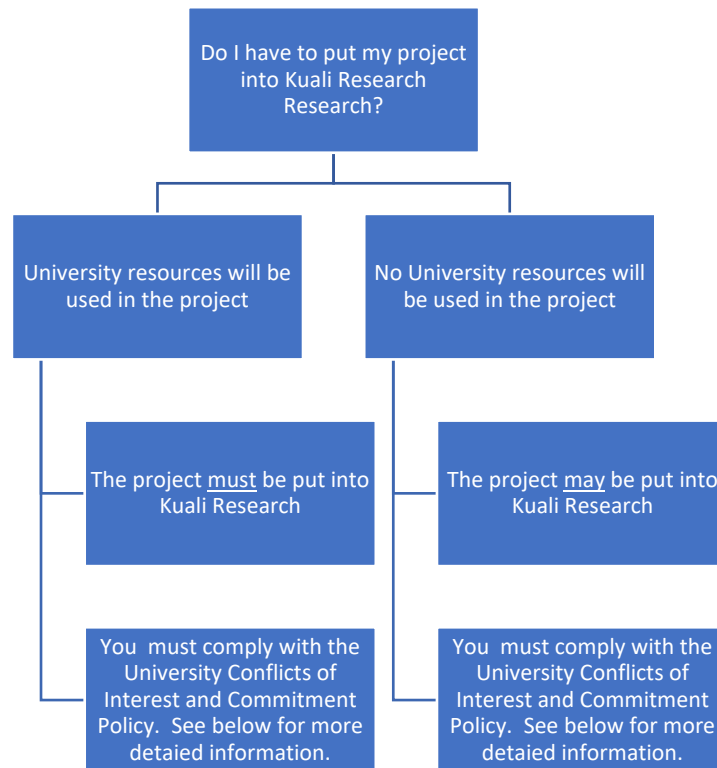 Do I have to put my project
into Kuali Research
Research?
University resources will be
used in the project
No University resources will
be used in the project
The project must be put into
Kuali Research
The project may be put into
Kuali Research
You  must comply with the
University Conflicts of
Interest and Commitment
Policy.  See below for more
detaied information.
You  must comply with the
University Conflicts of
Interest and Commitment
Policy.  See below for more
detaied information.